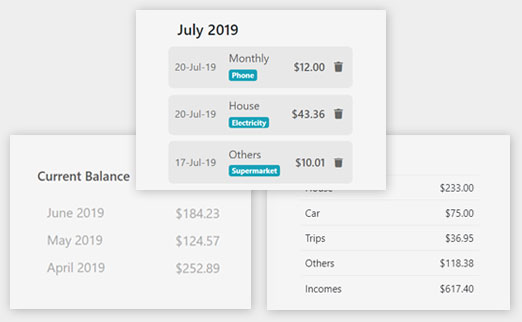 July 2019
20-Jul-19 Monthly $12.00
Phone
20-Jul-19 House $43.36
Electricity
17-Jul-19 Others $10.01
Supermarket
Current Balance
June 2019 $184.23
May 2019 $124.57
April 2019 $252.89
House $233.00
Car $75.00
Trips $36.95
Others $118.38
Incomes $617.40